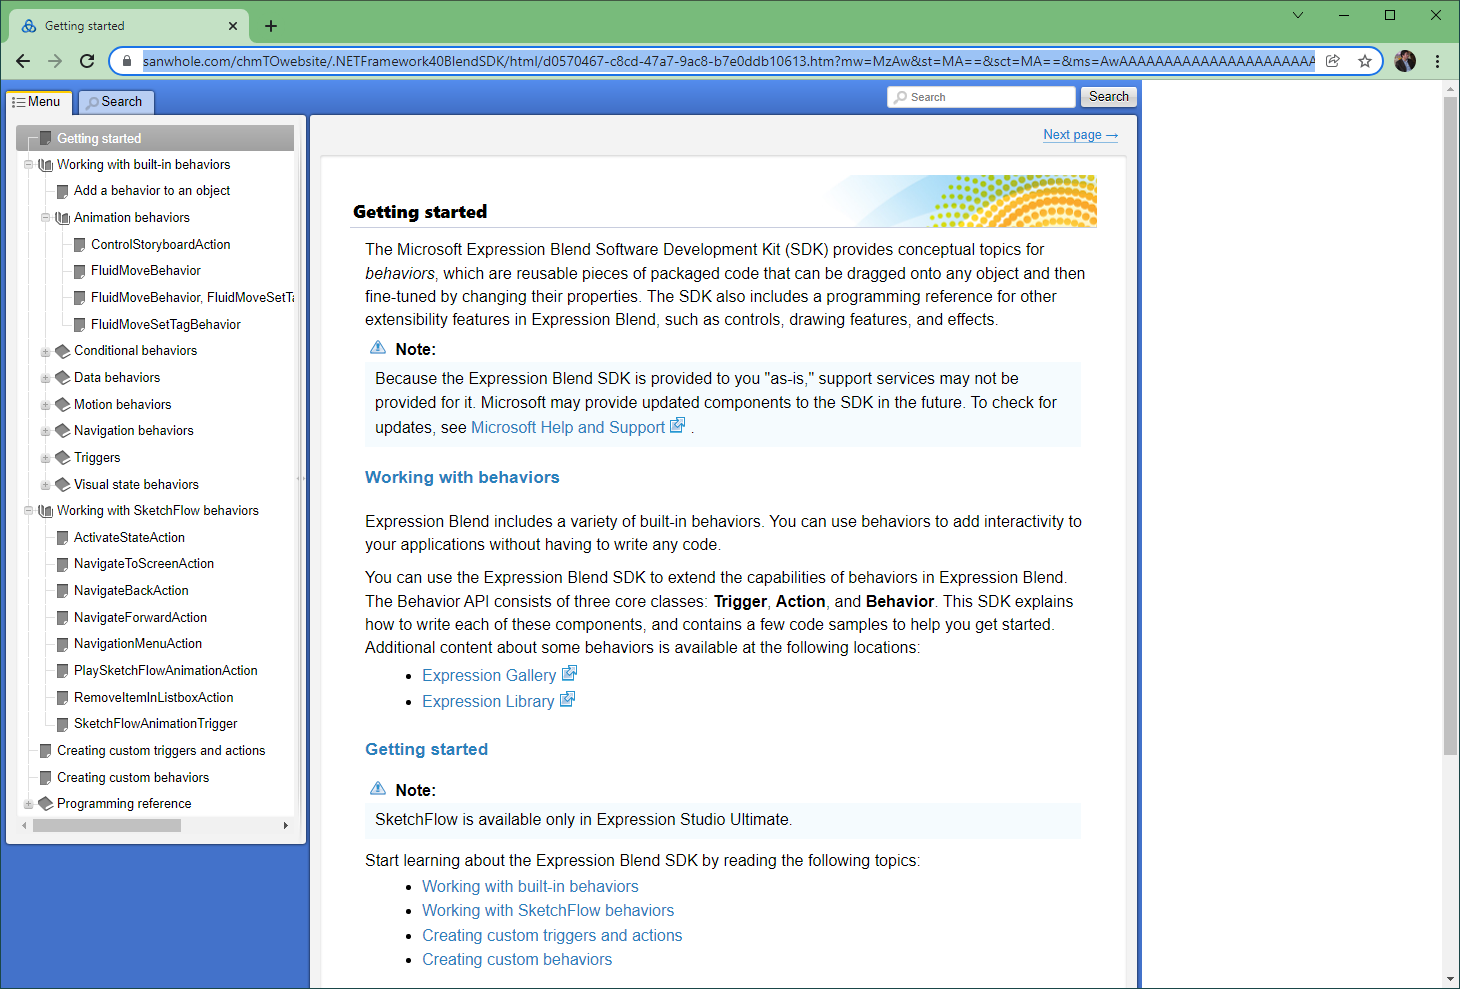 Getting started
sanwhole.com/chmTOwebsite/.NETFramework40BlendSDK/html/d0570467-c8cd-47a7-9ac8-b7e0ddb10613.htm?mw=MzAw&st=MA==&sct=MA==&ms=AwAAAAAAAAAAAAAAAAAAAAAA
Menu
Search
Search
Search
Getting started
Working with built-in behaviors
Add a behavior to an object
Animation behaviors
ControlStoryboardAction
FluidMoveBehavior
FluidMoveBehavior, FluidMoveSetTa
FluidMoveSetTagBehavior
Conditional behaviors
Data behaviors
Motion behaviors
Navigation behaviors
Triggers
Visual state behaviors
Working with SketchFlow behaviors
ActivateStateAction
NavigateToScreenAction
NavigateBackAction
NavigateForwardAction
NavigationMenuAction
PlaySketchFlowAnimationAction
RemoveItemInListboxAction
SketchFlowAnimationTrigger
Creating custom triggers and actions
Creating custom behaviors
Programming reference
Next page →
Getting started
The Microsoft Expression Blend Software Development Kit (SDK) provides conceptual topics for
behaviors, which are reusable pieces of packaged code that can be dragged onto any object and then
fine-tuned by changing their properties. The SDK also includes a programming reference for other
extensibility features in Expression Blend, such as controls, drawing features, and effects.
Note:
Because the Expression Blend SDK is provided to you "as-is," support services may not be
provided for it. Microsoft may provide updated components to the SDK in the future. To check for
updates, see Microsoft Help and Support .
Working with behaviors
Expression Blend includes a variety of built-in behaviors. You can use behaviors to add interactivity to
your applications without having to write any code.
You can use the Expression Blend SDK to extend the capabilities of behaviors in Expression Blend.
The Behavior API consists of three core classes: Trigger, Action, and Behavior. This SDK explains
how to write each of these components, and contains a few code samples to help you get started.
Additional content about some behaviors is available at the following locations:
• Expression Gallery
• Expression Library
Getting started
Note:
SketchFlow is available only in Expression Studio Ultimate.
Start learning about the Expression Blend SDK by reading the following topics:
• Working with built-in behaviors
• Working with SketchFlow behaviors
• Creating custom triggers and actions
• Creating custom behaviors